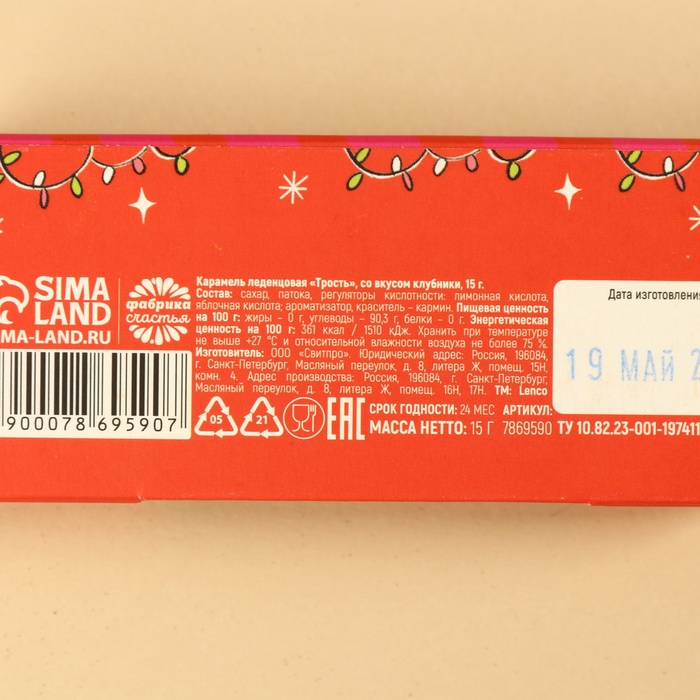 SIMA
LAND
MA-LAND.RU
фабрика
счастья
900078 695907
Карамель леденцовая «Трость», со вкусом клубники, 15 г.
Состав: сахар, патока, регуляторы кислотности: лимонная кислота,
яблочная кислота; ароматизатор, краситель - кармин. Пищевая ценность
на 100 г: жиры – 0 г, углеводы – 90,3 г, белки – 0 г. Энергетическая
ценность на 100 г: 361 ккал / 1510 кДж. Хранить при температуре
не выше +27 °С и относительной влажности воздуха не более 75 %.
Изготовитель: ООО «Свитпро». Юридический адрес: Россия, 196084,
г. Санкт-Петербург, Масляный переулок, д. 8, литера Ж, помещ. 15Н,
комн. 4. Адрес производства: Россия, 196084, г. Санкт-Петербург,
Масляный переулок, д. 8, литера Ж, помещ. 16Н, 17Н. ТМ: Lenco
05
21
EAC
СРОК ГОДНОСТИ: 24 МЕС АРТИКУЛ:
МАССА НЕТТО: 15 Г 7869590 ТУ 10.82.23-001-197411
Дата изготовления
19 МАЙ 2